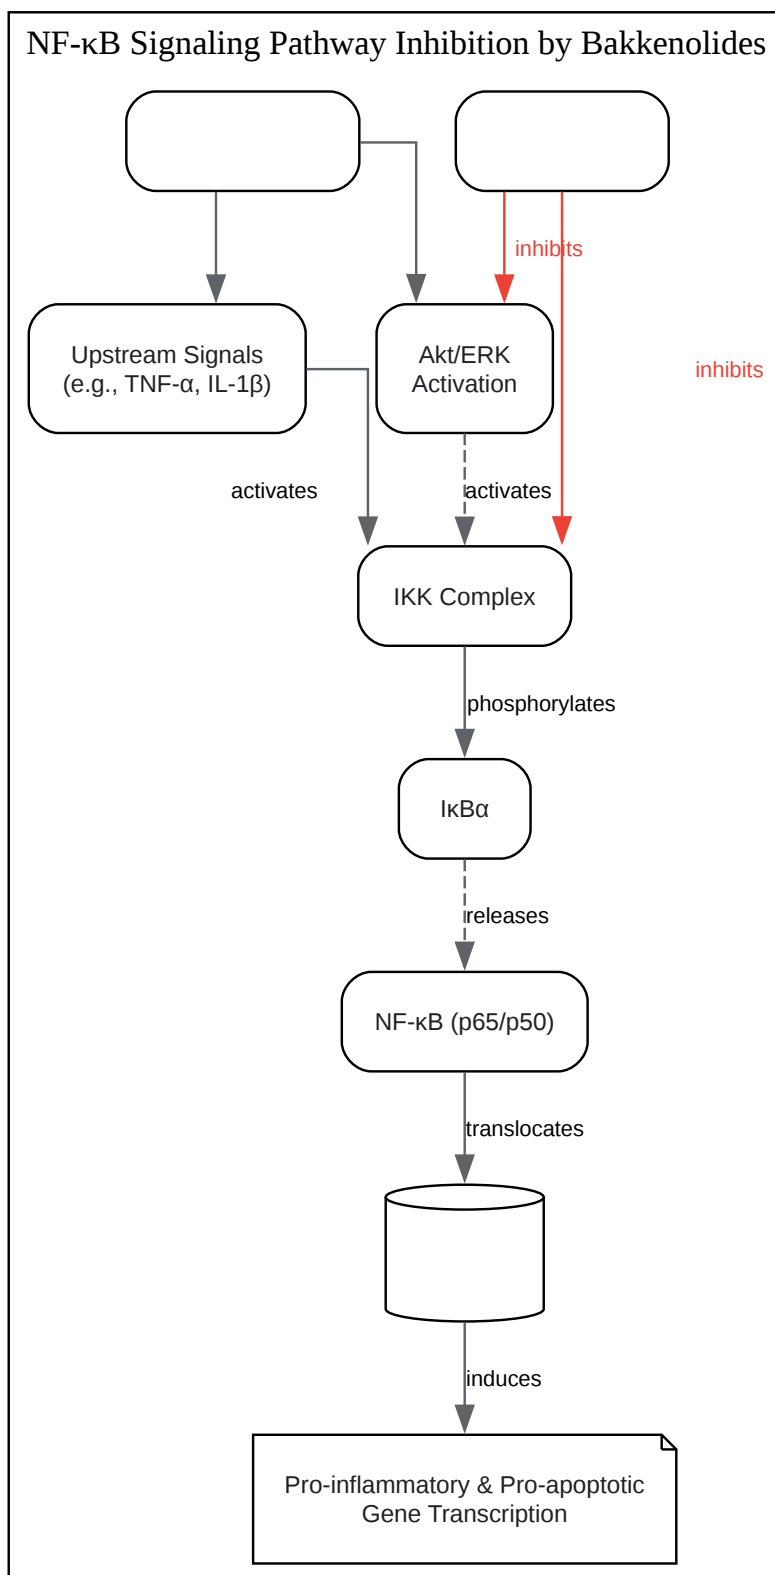 NF-κB Signaling Pathway Inhibition by Bakkenolides
inhibits
Upstream Signals
(e.g., TNF-α, IL-1β)
Akt/ERK
Activation
inhibits
activates
activates
IKK Complex
phosphorylates
IκBα
releases
NF-κB (p65/p50)
translocates
induces
Pro-inflammatory & Pro-apoptotic
Gene Transcription